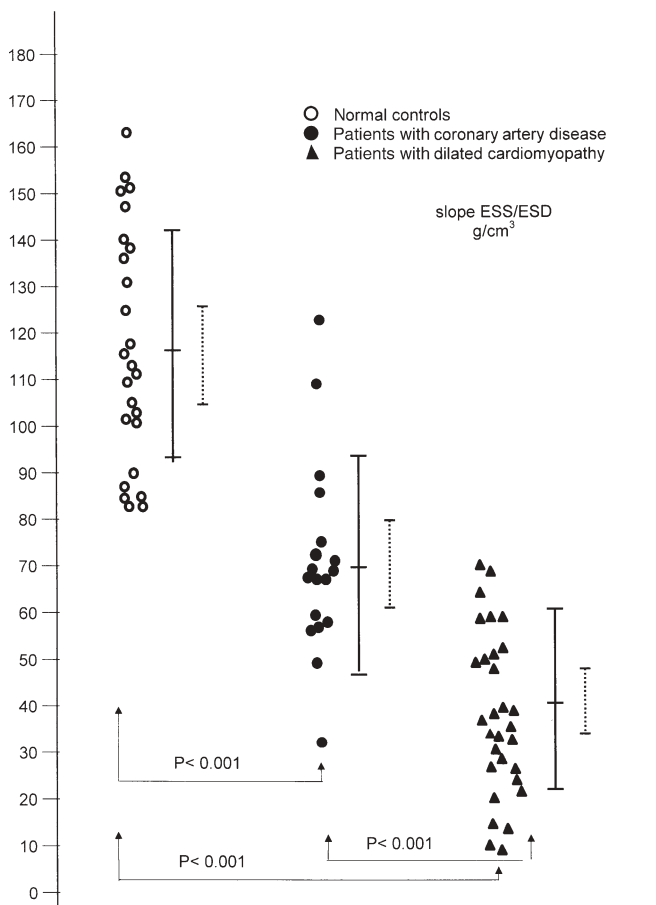 180
170
160
150
140
130
120
110
100
90
80
70
60
50
40
30
20
10
0
Normal controls
Patients with coronary artery disease
Patients with dilated cardiomyopathy
slope ESS/ESD
g/cm³
P< 0.001
P< 0.001
P< 0.001